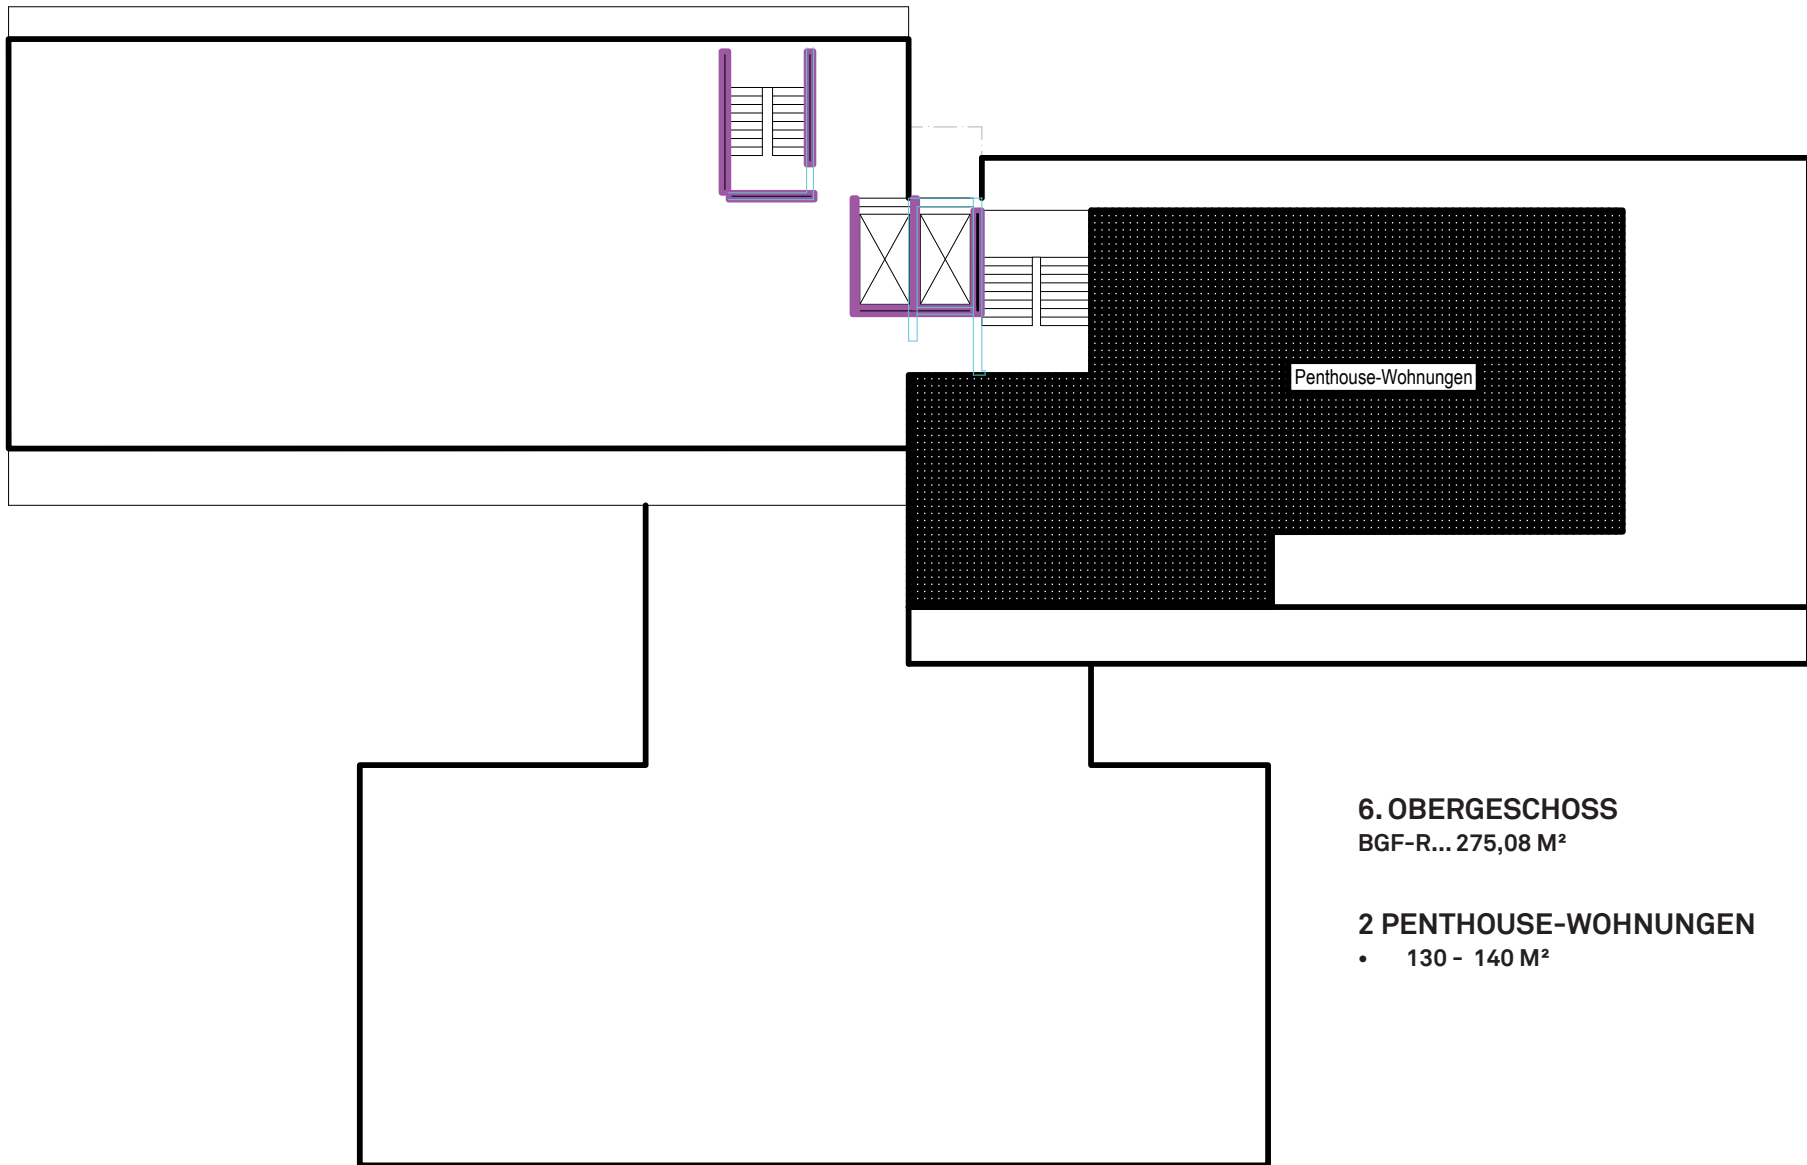 Penthouse-Wohnungen
6. OBERGESCHOSS
BGF-R... 275,08 M²
2 PENTHOUSE-WOHNUNGEN
• 130 - 140 M²